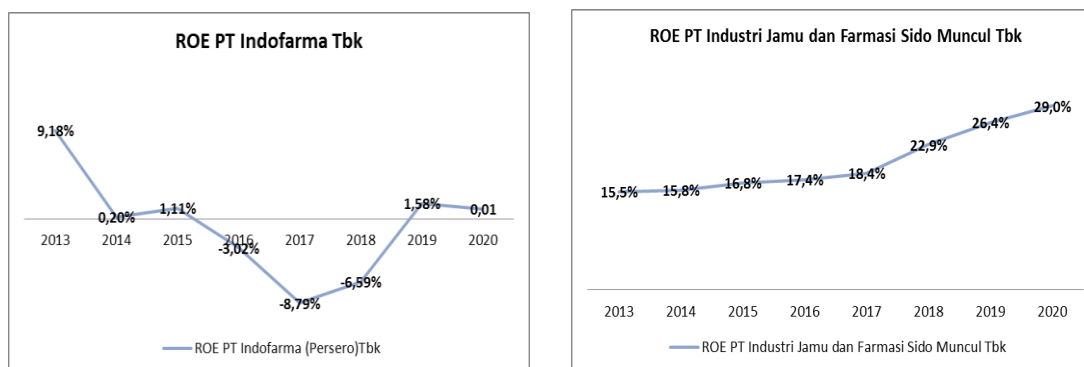 ROE PT Indofarma Tbk
9,18%
0,20%
1,11%
-3,02%
-8,79%
-6,59%
1,58%
0,01
2013 2014 2015 2016 2017 2018 2019 2020
ROE PT Indofarma (Persero)Tbk
ROE PT Industri Jamu dan Farmasi Sido Muncul Tbk
15,5%
15,8%
16,8%
17,4%
18,4%
22,9%
26,4%
29,0%
2013 2014 2015 2016 2017 2018 2019 2020
ROE PT Industri Jamu dan Farmasi Sido Muncul Tbk